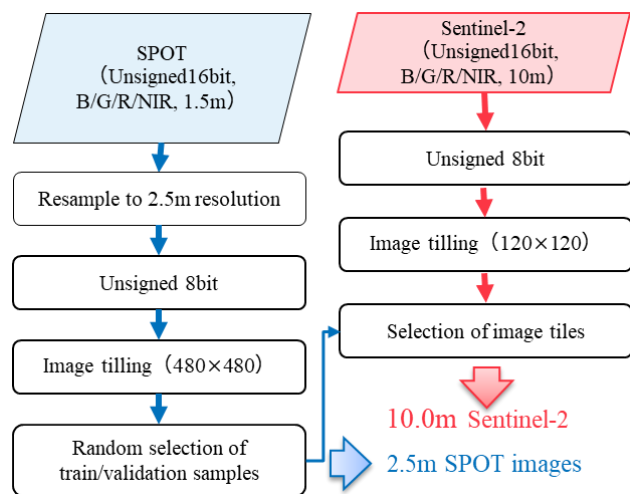 SPOT
(Unsigned16bit,
B/G/R/NIR, 1.5m)
Resample to 2.5m resolution
Unsigned 8bit
Image tilling (480×480)
Random selection of
train/validation samples
Sentinel-2
(Unsigned16bit,
B/G/R/NIR, 10m)
Unsigned 8bit
Image tilling (120×120)
Selection of image tiles
10.0m Sentinel-2
2.5m SPOT images